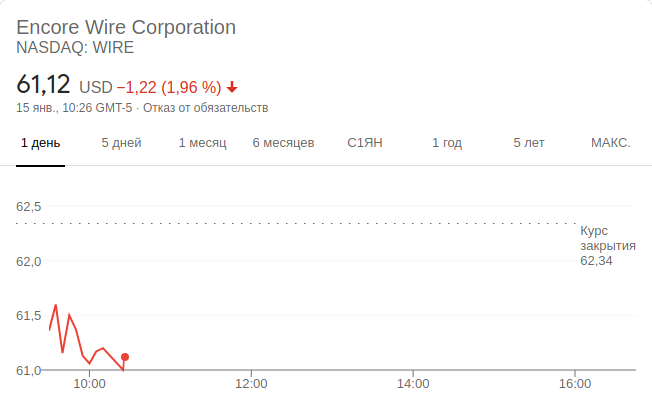 Encore Wire Corporation
NASDAQ: WIRE
61,12 USD −1,22 (1,96 %)
15 янв., 10:26 GMT-5 · Отказ от обязательств
1 день 5 дней 1 месяц 6 месяцев С1ЯН 1 год 5 лет МАКС.
62,5
Курс
закрытия
62,34
62,0
61,5
61,0
10:00 12:00 14:00 16:00